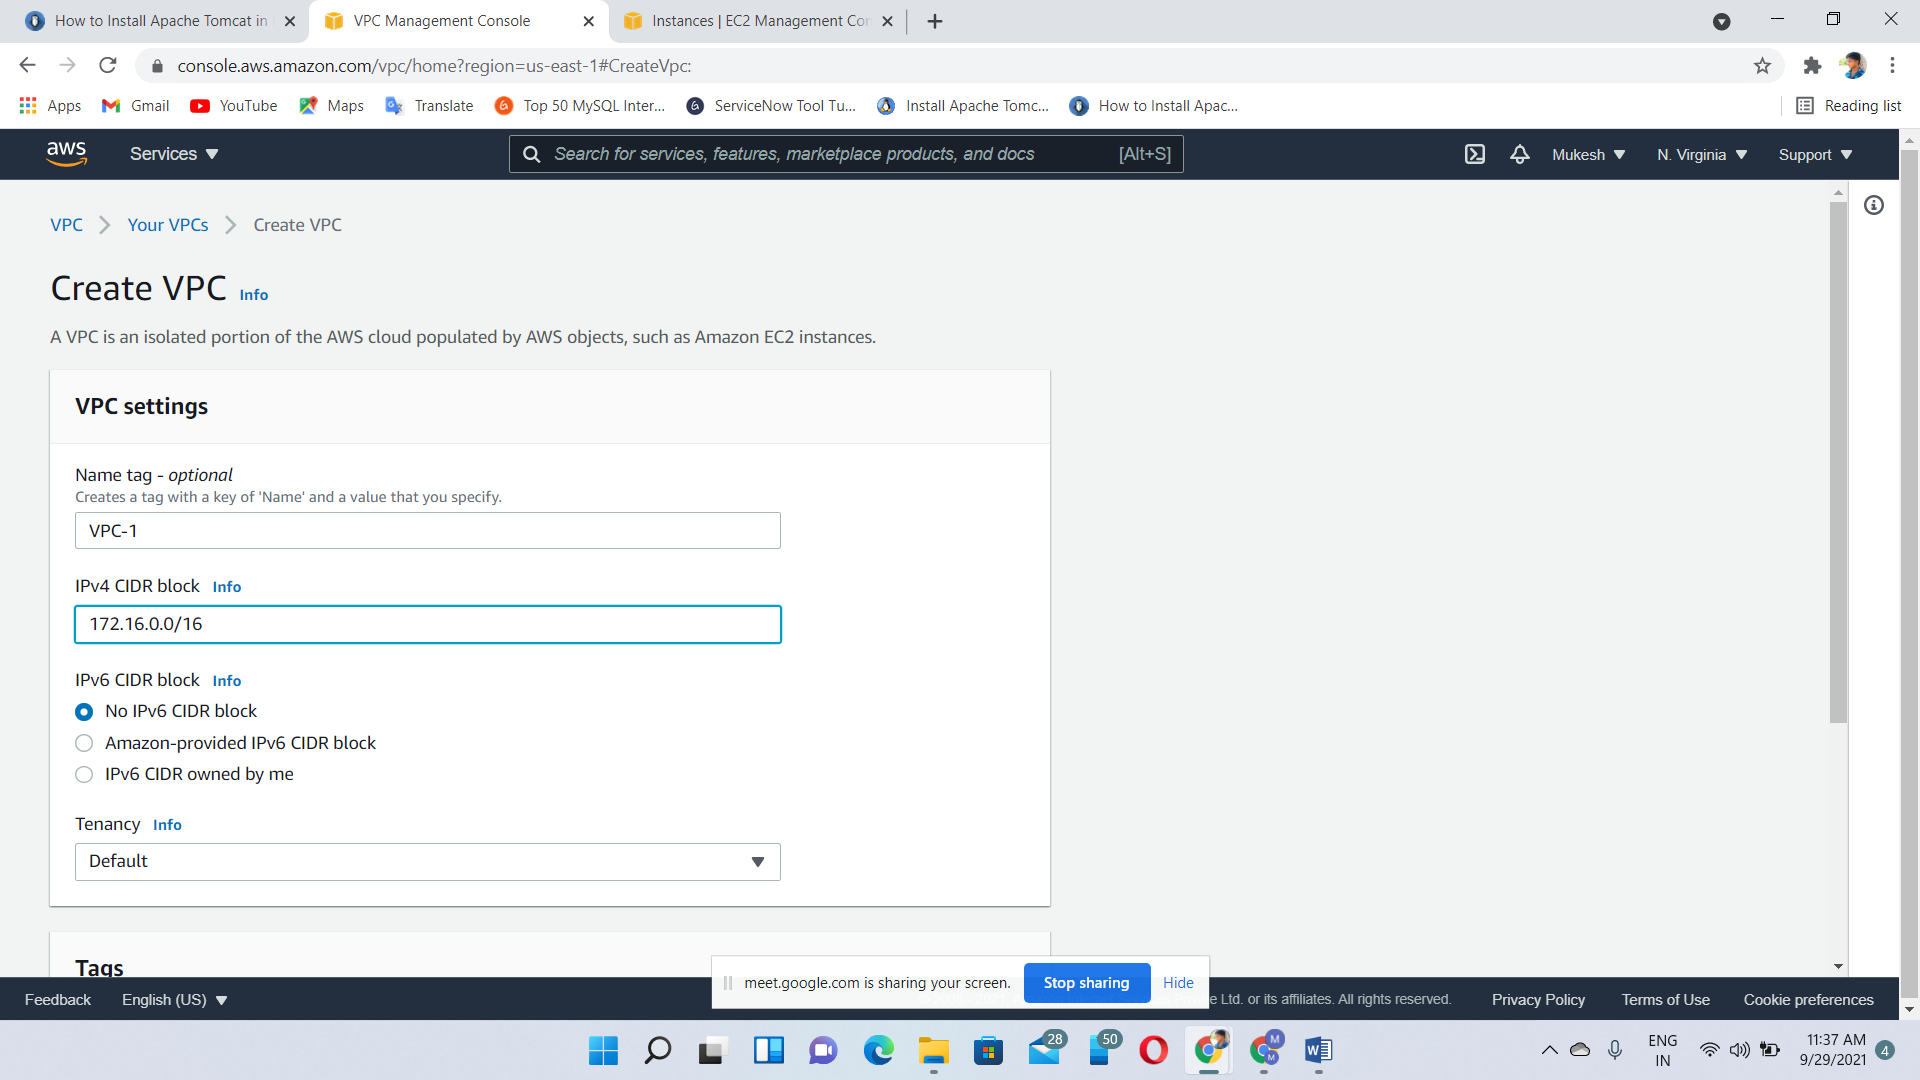 How to Install Apache Tomcat in
VPC Management Console
Instances | EC2 Management Con
console.aws.amazon.com/vpc/home?region=us-east-1#CreateVpc:
Apps
Gmail
YouTube
Maps
Translate
Top 50 MySQL Inter...
ServiceNow Tool Tu...
Install Apache Tomc...
How to Install Apac...
Reading list
aws
Services
Search for services, features, marketplace products, and docs
[Alt+S]
Mukesh
N. Virginia
Support
VPC
Your VPCs
Create VPC
Create VPC Info
A VPC is an isolated portion of the AWS cloud populated by AWS objects, such as Amazon EC2 instances.
VPC settings
Name tag - optional
Creates a tag with a key of 'Name' and a value that you specify.
VPC-1
IPv4 CIDR block Info
172.16.0.0/16
IPv6 CIDR block Info
No IPv6 CIDR block
Amazon-provided IPv6 CIDR block
IPv6 CIDR owned by me
Tenancy Info
Default
Tags
meet.google.com is sharing your screen.
Stop sharing
Hide
Feedback
English (US)
e Ltd. or its affiliates. All rights reserved.
Privacy Policy
Terms of Use
Cookie preferences
28
50
M
M
ENG
IN
11:37 AM
9/29/2021
4